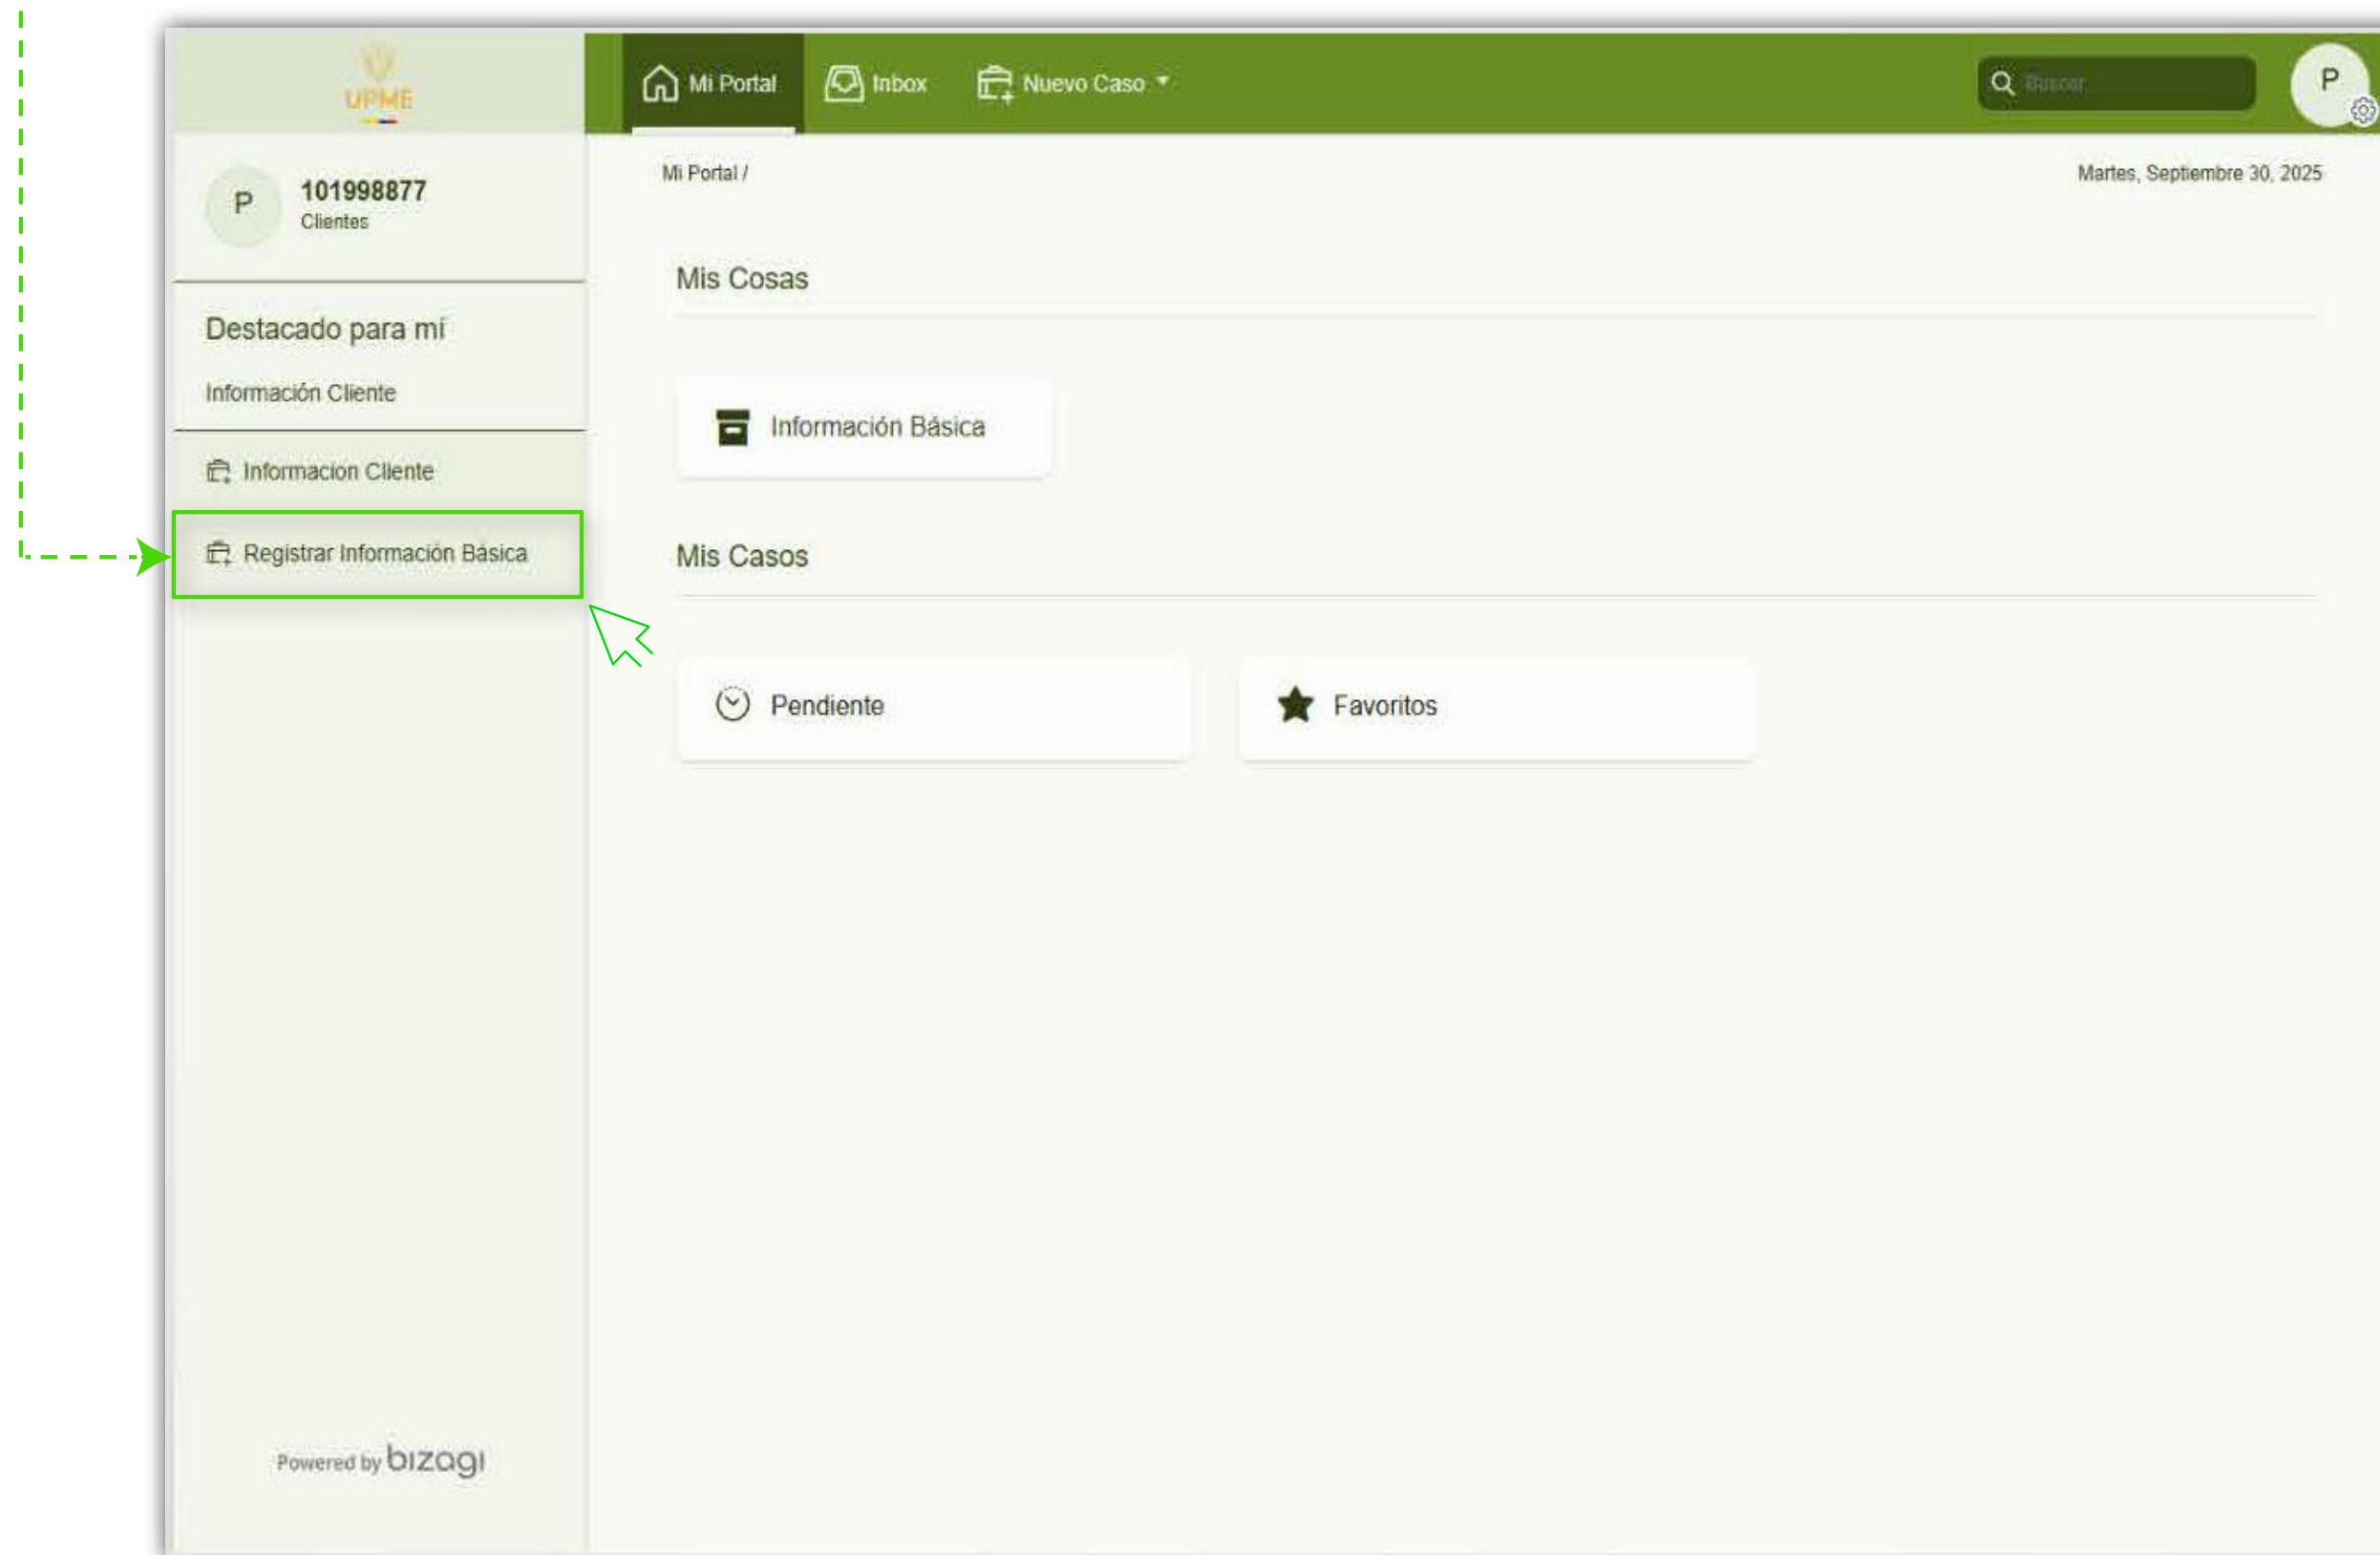 UPME
Mi Portal
Inbox
Nuevo Caso
Buscar
P
P
101998877
Clientes
Mi Portal /
Martes, Septiembre 30, 2025
Destacado para mí
Información Cliente
Informacion Cliente
Registrar Información Básica
Mis Cosas
Información Básica
Mis Casos
Pendiente
Favoritos
Powered by bizagi